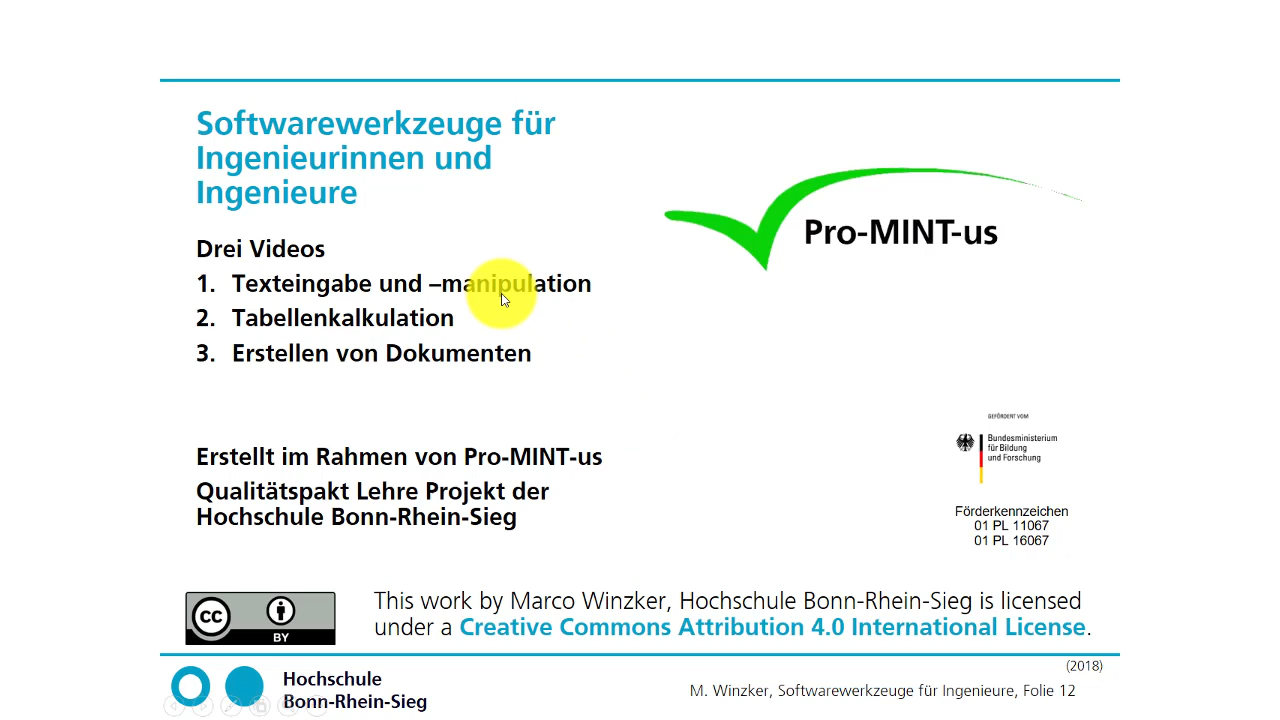 Softwarewerkzeuge für
Ingenieurinnen und
Ingenieure
Drei Videos
1. Texteingabe und –manipulation
2. Tabellenkalkulation
3. Erstellen von Dokumenten
Erstellt im Rahmen von Pro-MINT-us
Qualitätspakt Lehre Projekt der
Hochschule Bonn-Rhein-Sieg
Pro-MINT-us
GEFÖRDERT VOM
Bundesministerium
für Bildung
und Forschung
Förderkennzeichen
01 PL 11067
01 PL 16067
cc
BY
This work by Marco Winzker, Hochschule Bonn-Rhein-Sieg is licensed
under a Creative Commons Attribution 4.0 International License.
Hochschule
Bonn-Rhein-Sieg
(2018)
M. Winzker, Softwarewerkzeuge für Ingenieure, Folie 12